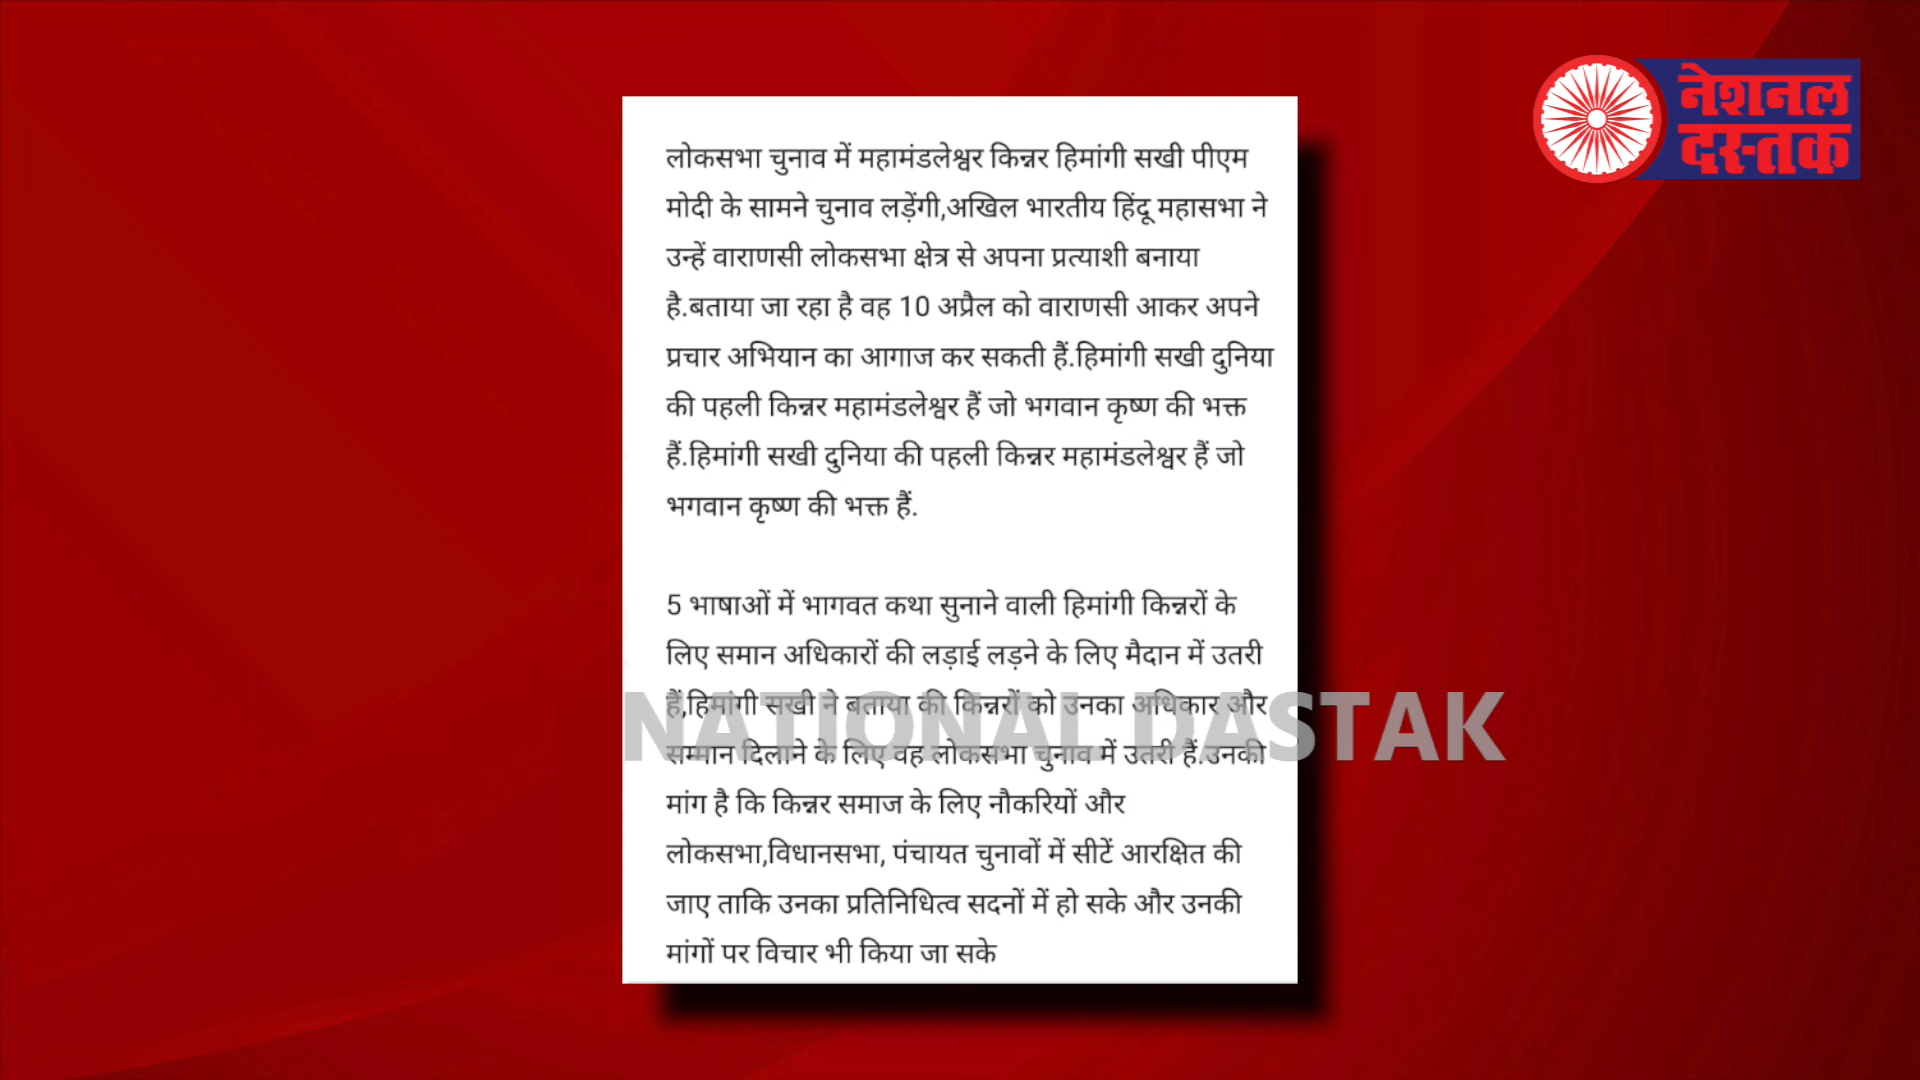 नेशनल
दस्तक
लोकसभा चुनाव में महामंडलेश्वर किन्नर हिमांगी सखी पीएम
मोदी के सामने चुनाव लड़ेंगी,अखिल भारतीय हिंदू महासभा ने
उन्हें वाराणसी लोकसभा क्षेत्र से अपना प्रत्याशी बनाया
है.बताया जा रहा है वह 10 अप्रैल को वाराणसी आकर अपने
प्रचार अभियान का आगाज कर सकती हैं.हिमांगी सखी दुनिया
की पहली किन्नर महामंडलेश्वर हैं जो भगवान कृष्ण की भक्त
हैं.हिमांगी सखी दुनिया की पहली किन्नर महामंडलेश्वर हैं जो
भगवान कृष्ण की भक्त हैं.
5 भाषाओं में भागवत कथा सुनाने वाली हिमांगी किन्नरों के
लिए समान अधिकारों की लड़ाई लड़ने के लिए मैदान में उतरी
हैं,हिमांगी सखी ने बताया की किन्नरों को उनका अधिकार और
सम्मान दिलाने के लिए वह लोकसभा चुनाव में उतरी हैं.उनकी
मांग है कि किन्नर समाज के लिए नौकरियों और
लोकसभा,विधानसभा, पंचायत चुनावों में सीटें आरक्षित की
जाए ताकि उनका प्रतिनिधित्व सदनों में हो सके और उनकी
मांगों पर विचार भी किया जा सके
NATIONAL DASTAK